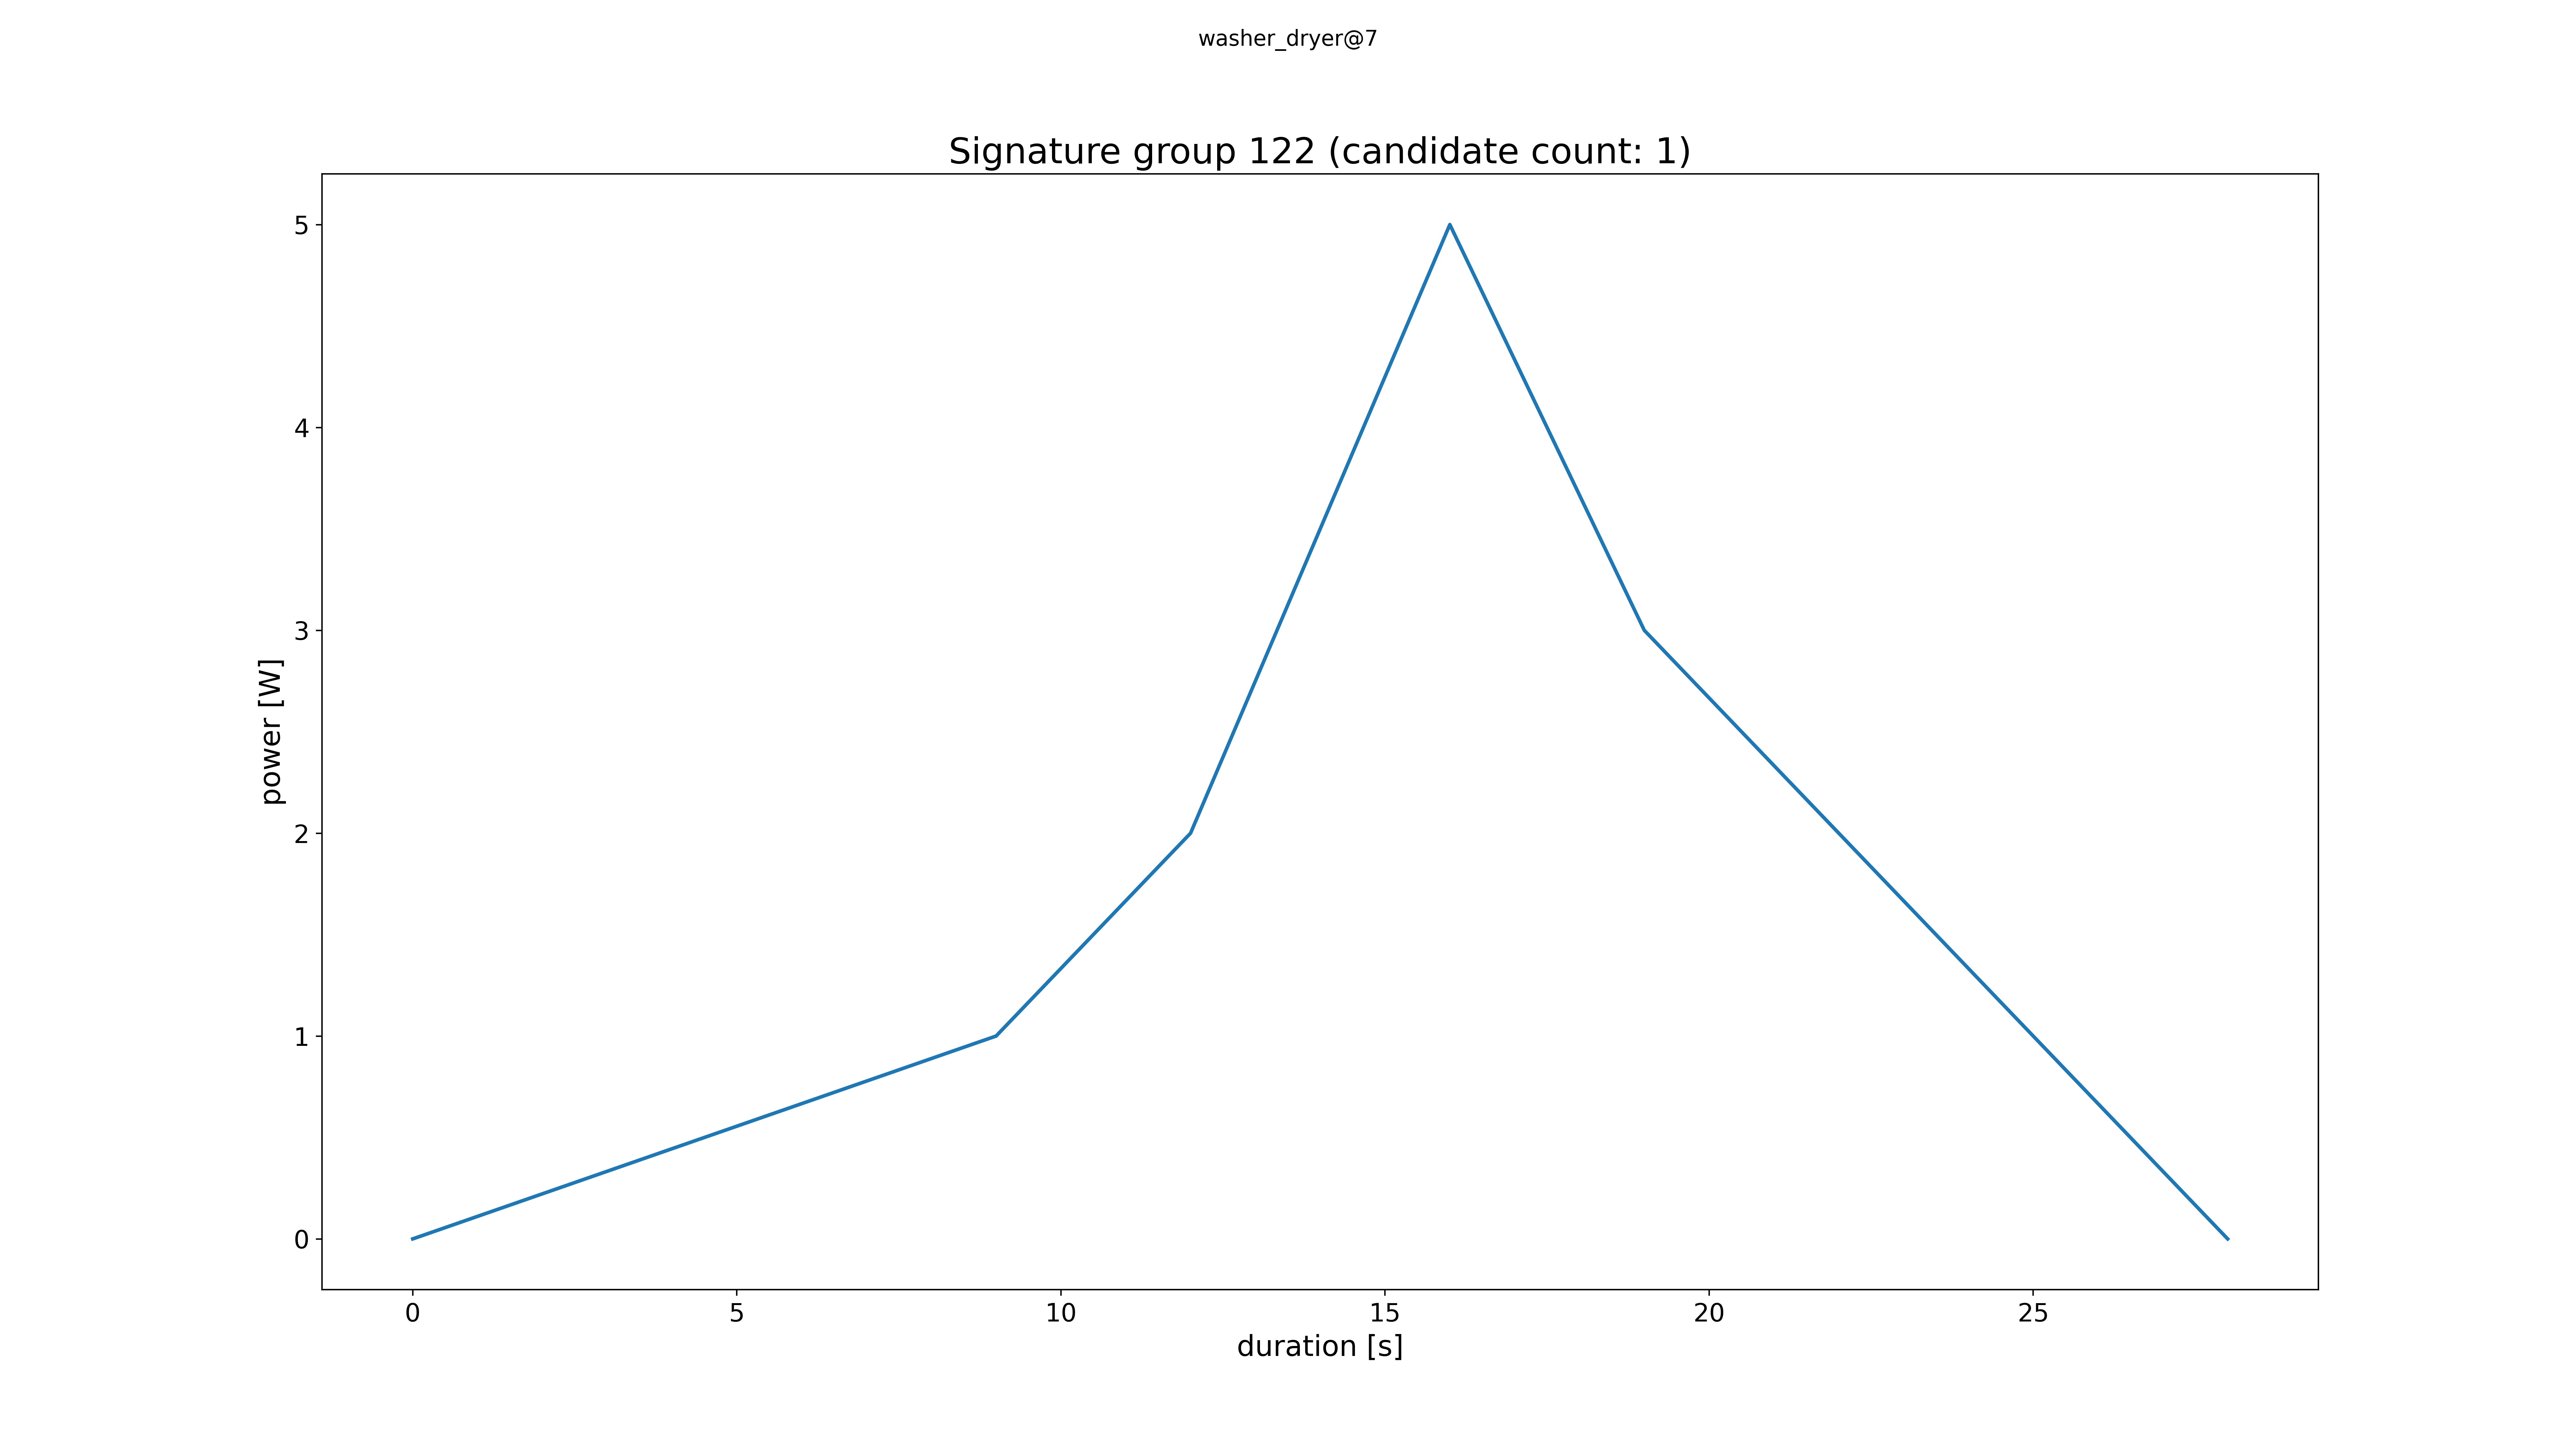 washer_dryer@7
Signature group 122 (candidate count: 1)
5
4
3
2
1
0
power [W]
0 5 10 15 20 25
duration [s]